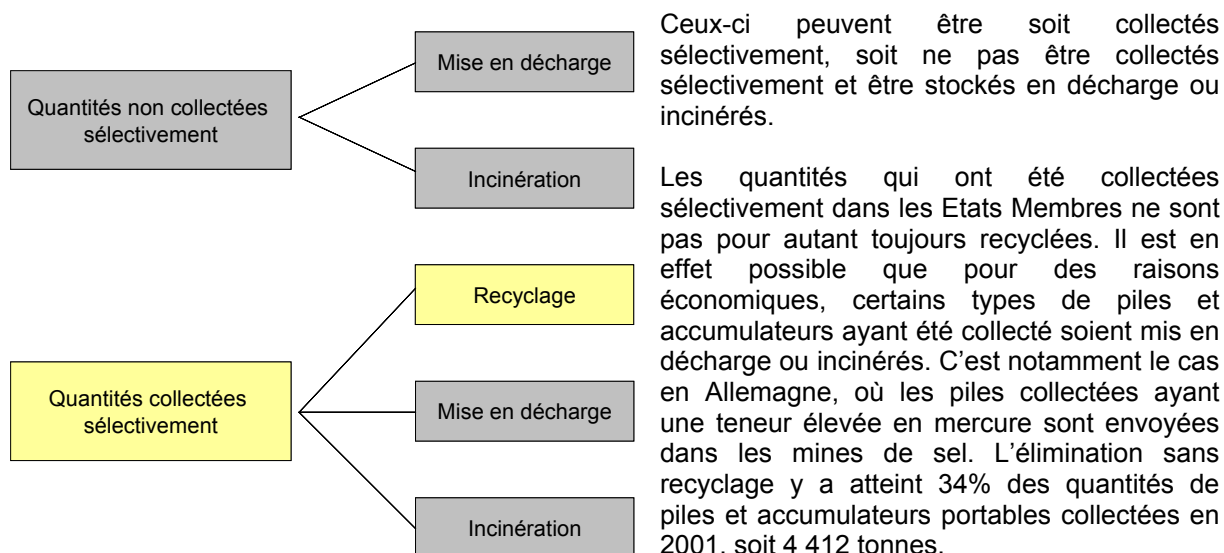 Mise en décharge
Quantités non collectées
sélectivement
Incinération
Recyclage
Quantités collectées
sélectivement
Mise en décharge
Incinération
Ceux-ci peuvent être soit collectés
sélectivement, soit ne pas être collectés
sélectivement et être stockés en décharge ou
incinérés.
Les quantités qui ont été collectées
sélectivement dans les Etats Membres ne sont
pas pour autant toujours recyclées. Il est en
effet possible que pour des raisons
économiques, certains types de piles et
accumulateurs ayant été collecté soient mis en
décharge ou incinérés. C’est notamment le cas
en Allemagne, où les piles collectées ayant
une teneur élevée en mercure sont envoyées
dans les mines de sel. L’élimination sans
recyclage y a atteint 34% des quantités de
piles et accumulateurs portables collectées en
2001, soit 4 412 tonnes.